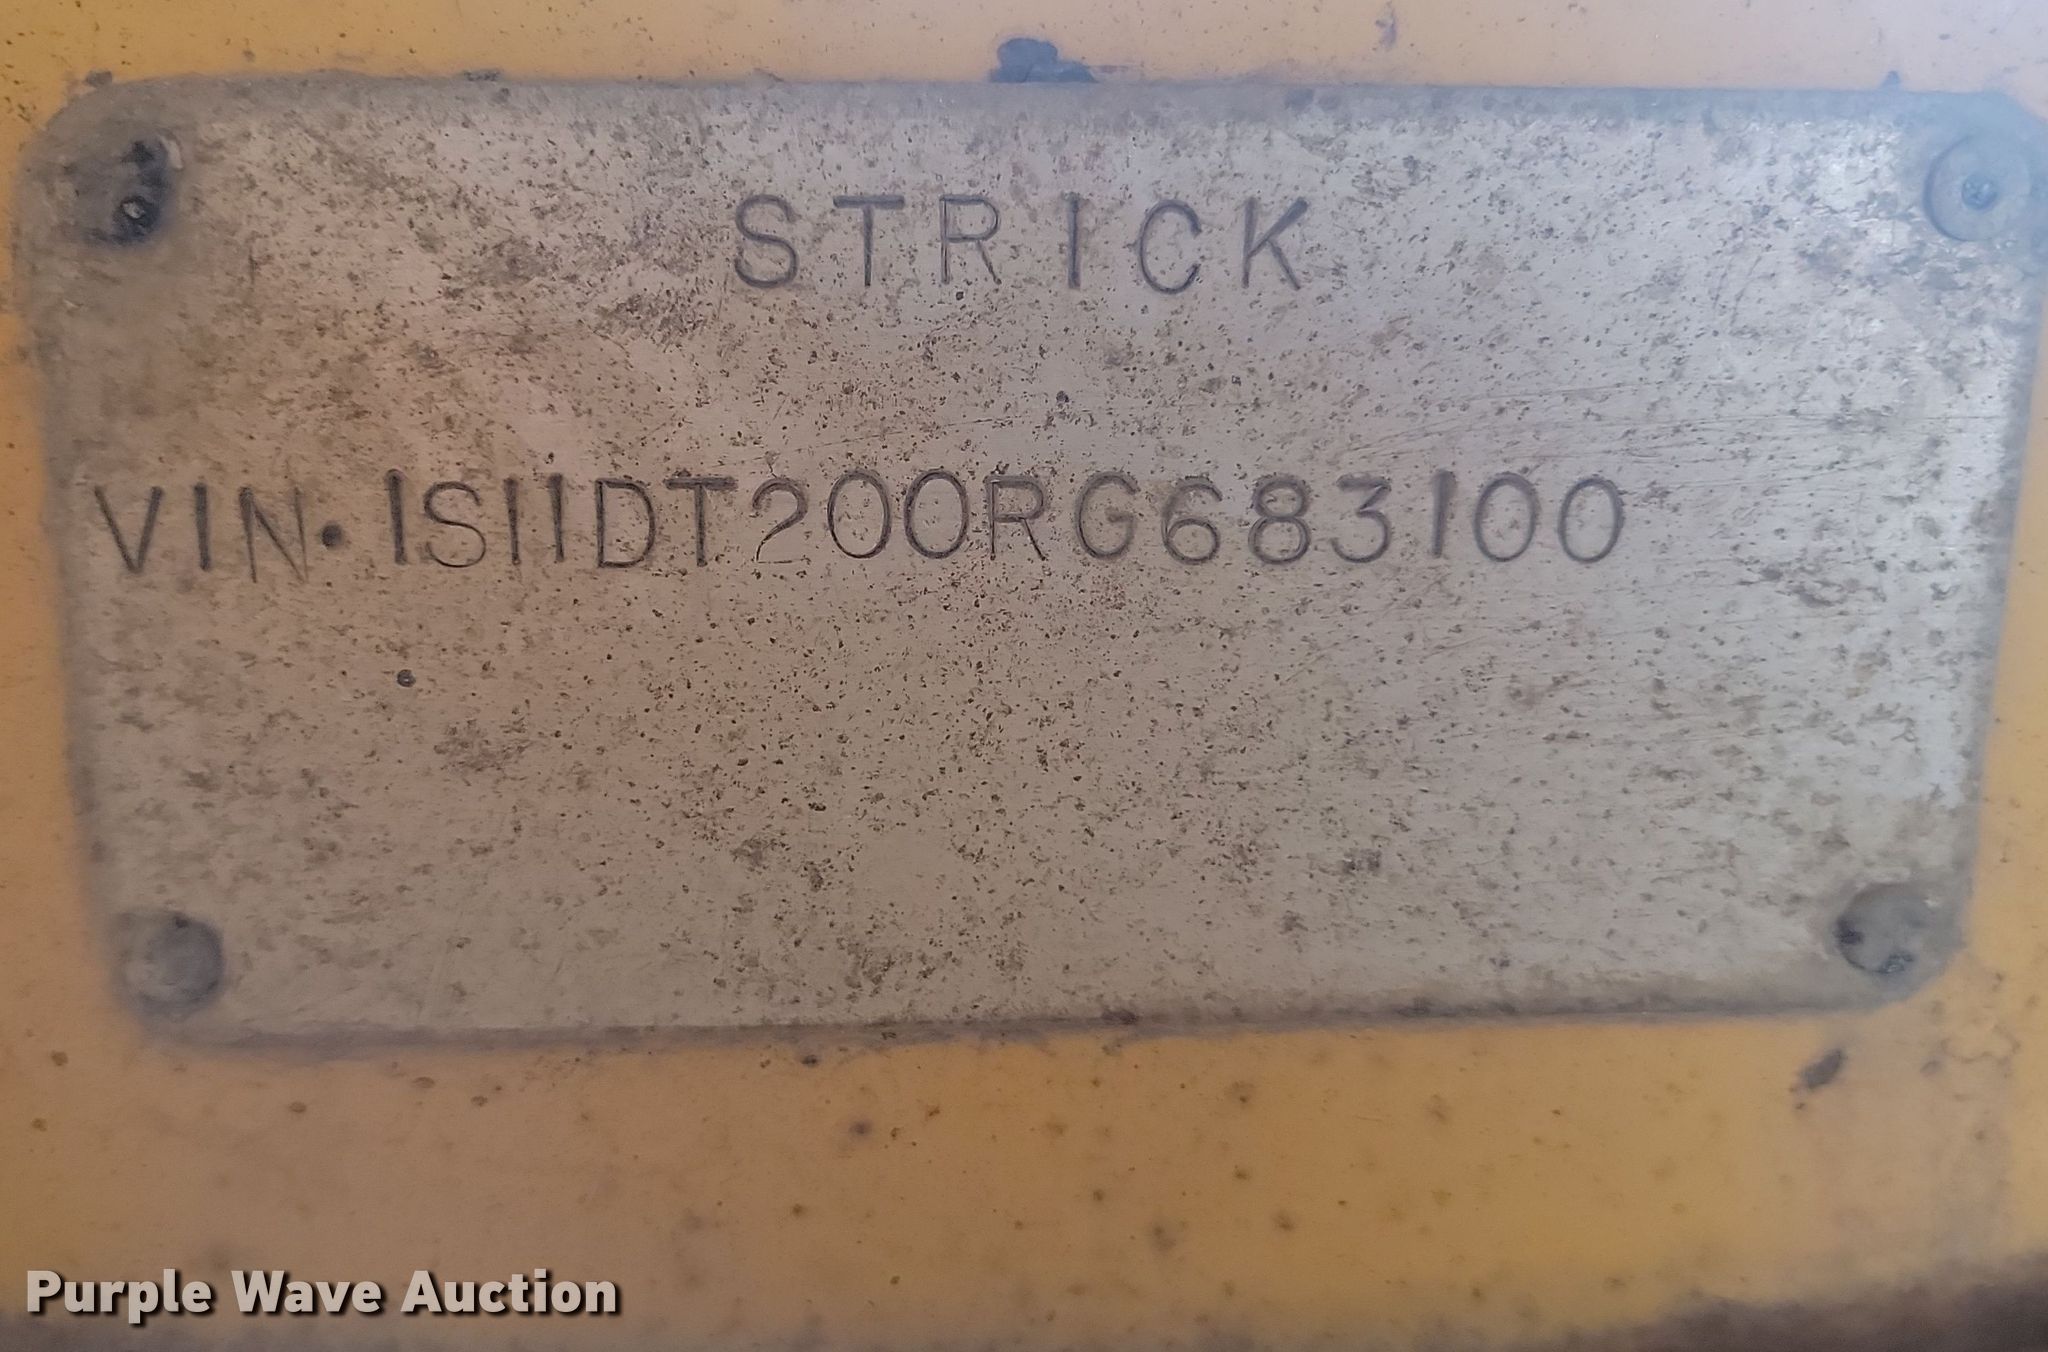 STRICK
VIN. 1S11DT200RG683100
Purple Wave Auction